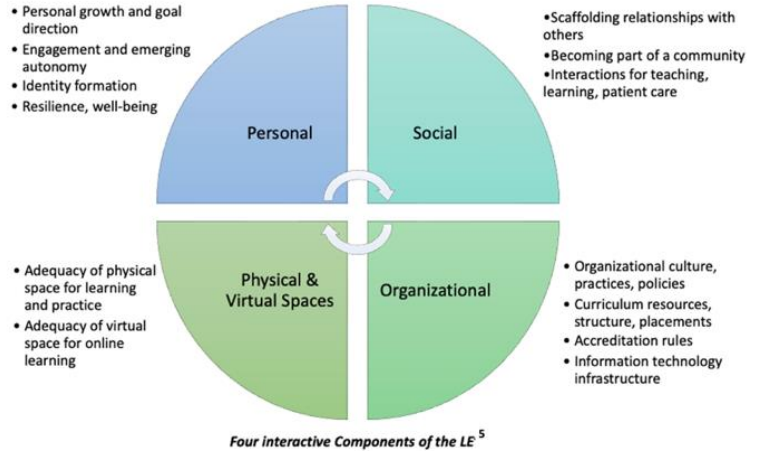 • Personal growth and goal
direction
• Engagement and emerging
autonomy
• Identity formation
• Resilience, well-being
•Scaffolding relationships with
others
•Becoming part of a community
•Interactions for teaching,
learning, patient care
Personal
Social
• Adequacy of physical
space for learning
and practice
• Adequacy of virtual
space for online
learning
Physical &
Virtual Spaces
Organizational
• Organizational culture,
practices, policies
• Curriculum resources,
structure, placements
• Accreditation rules
• Information technology
infrastructure
Four interactive Components of the LE 5